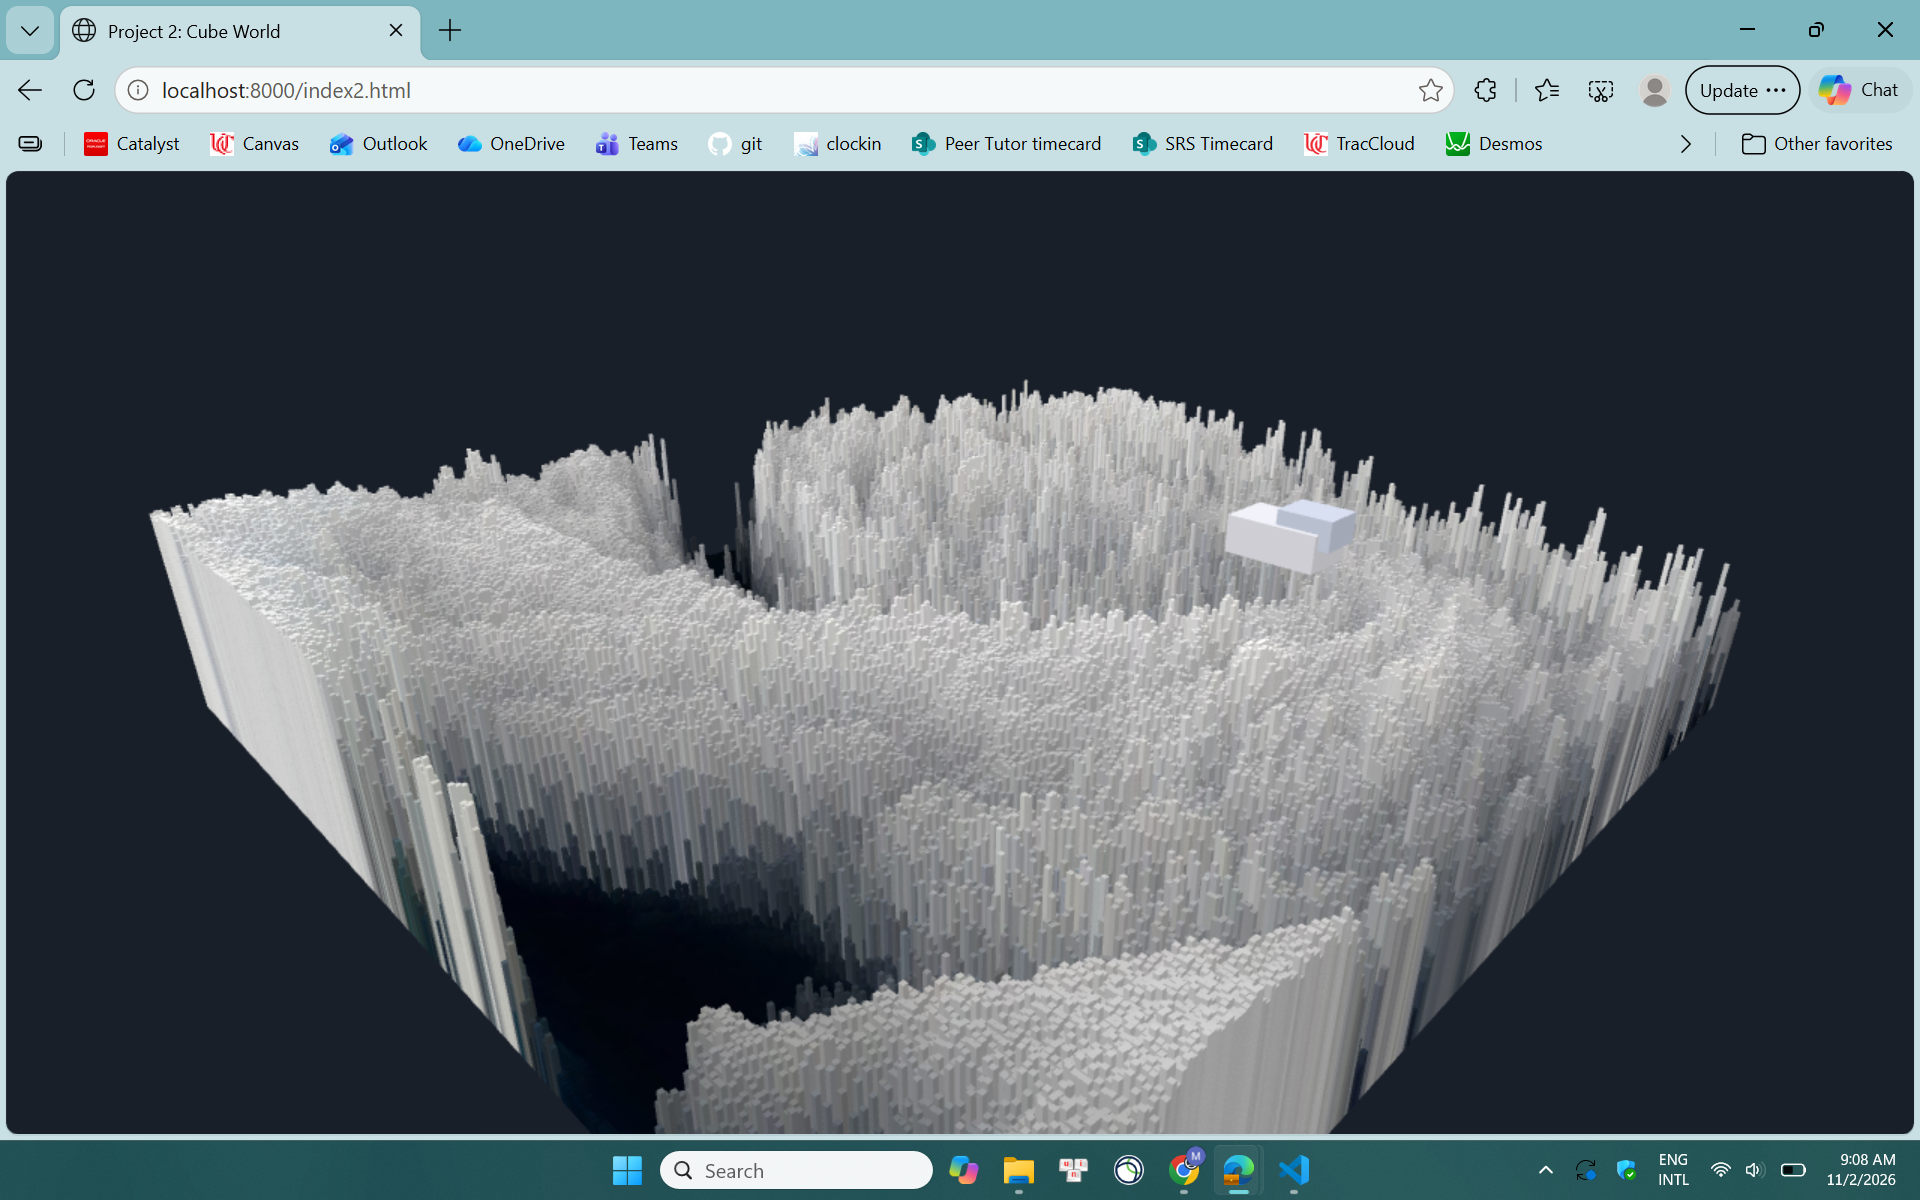 Project 2: Cube World
localhost:8000/index2.html
Update
Chat
Catalyst
Canvas
Outlook
OneDrive
Teams
git
clockin
Peer Tutor timecard
SRS Timecard
TracCloud
Desmos
Other favorites
Search
M
ENG
INTL
9:08 AM
11/2/2026